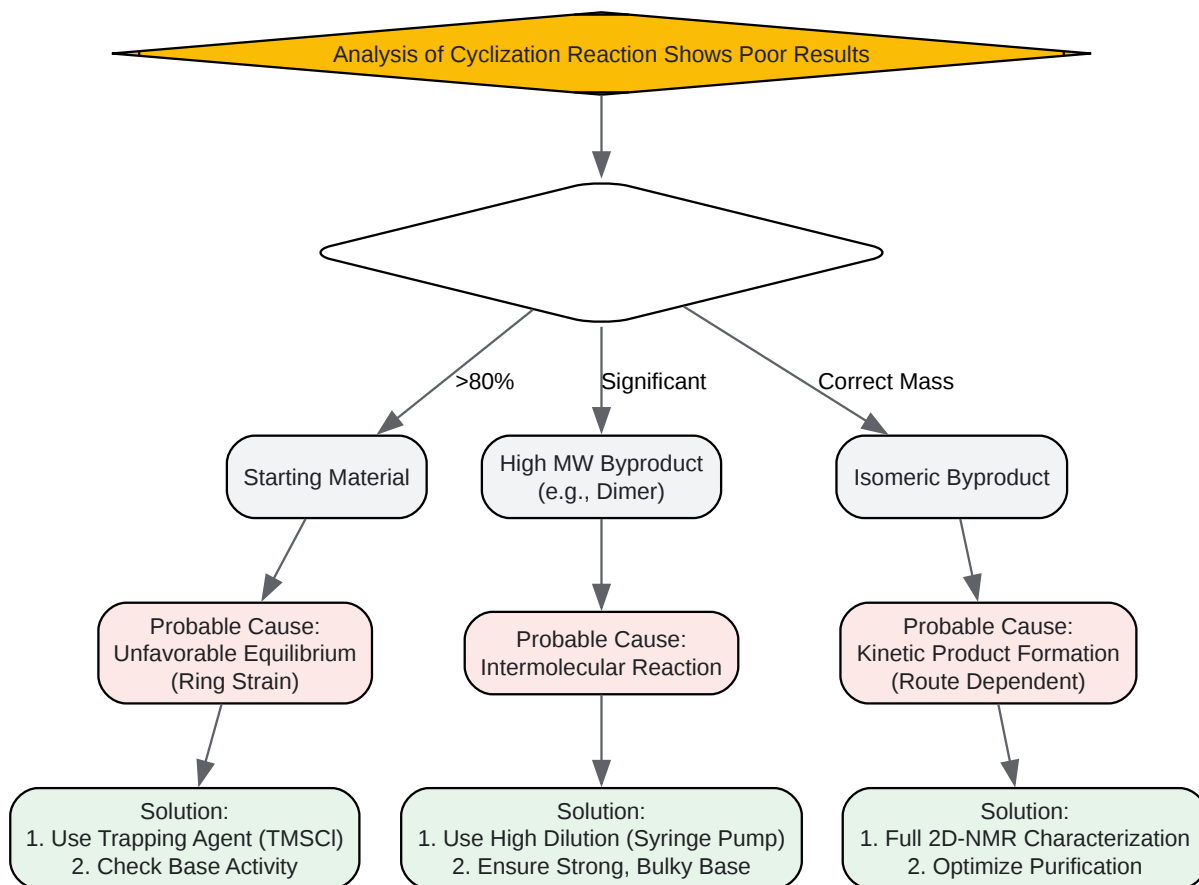 Analysis of Cyclization Reaction Shows Poor Results
>80%
Significant
Correct Mass
Starting Material
High MW Byproduct
(e.g., Dimer)
Isomeric Byproduct
Probable Cause:
Unfavorable Equilibrium
(Ring Strain)
Probable Cause:
Intermolecular Reaction
Probable Cause:
Kinetic Product Formation
(Route Dependent)
Solution:
1. Use Trapping Agent (TMSCl)
2. Check Base Activity
Solution:
1. Use High Dilution (Syringe Pump)
2. Ensure Strong, Bulky Base
Solution:
1. Full 2D-NMR Characterization
2. Optimize Purification